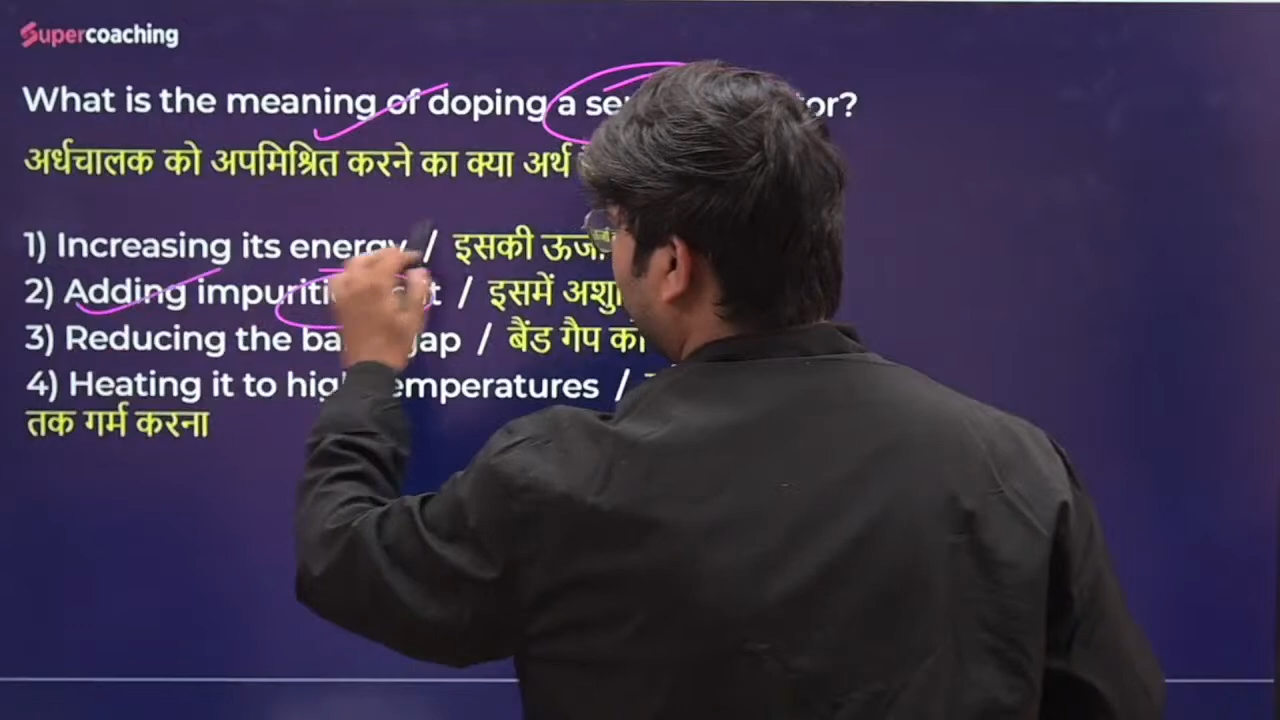 Supercoaching
What is the meaning of doping a se or?
अर्धचालक को अपमिश्रित करने का क्या अर्थ
1) Increasing its energy / इसकी
2) Adding impuriti t / इसमें
3) Reducing the ba gap / बैंड गैप को
4) Heating it to hig emperatures /
तक गर्म करना